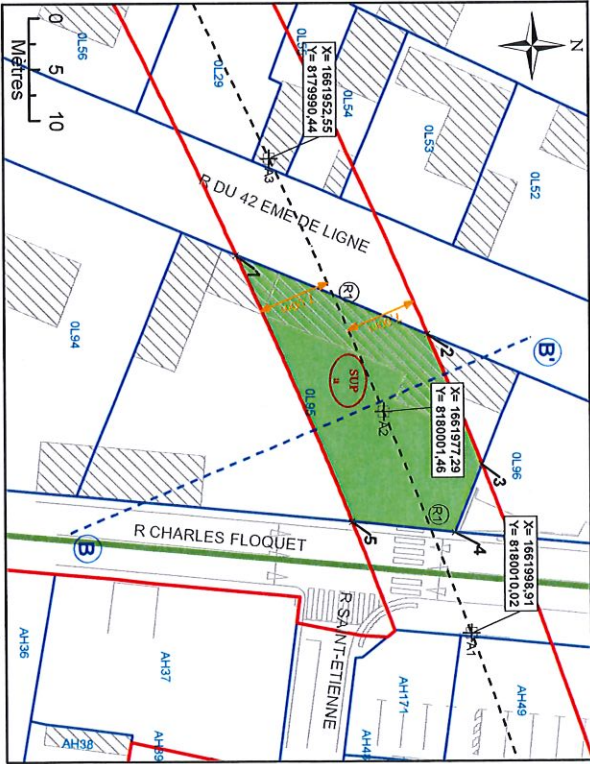 N
0
5
10
Mètres
0L56
0L29
0L54
0L53
0L52
X= 1661952,55
Y= 8179990,44
A3
R DU 42 EME DE LIGNE
R1
1
2
B'
0L96
3
SUP
a
A2
X= 1661977,29
Y= 8180001,46
R1
4
X= 1661998,91
Y= 8180010,02
A1
0L94
0L95
5
B
R CHARLES FLOQUET
R SAINT-ETIENNE
AH49
AH171
AH37
AH36
AH38